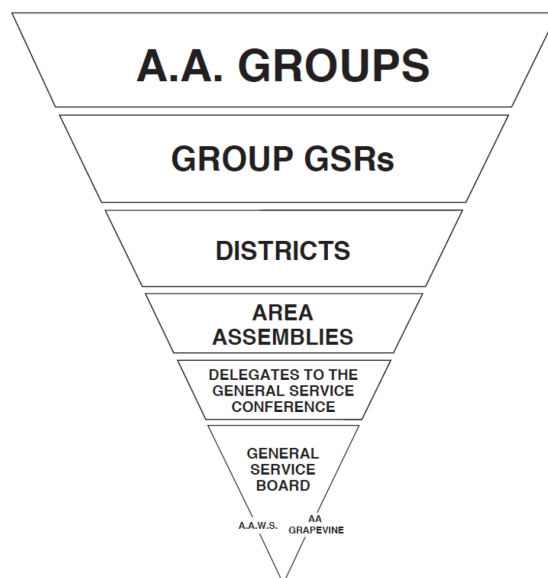 A.A. GROUPS
GROUP GSRs
DISTRICTS
AREA
ASSEMBLIES
DELEGATES TO THE
GENERAL SERVICE
CONFERENCE
GENERAL
SERVICE
BOARD
A.A.W.S.
AA
GRAPEVINE